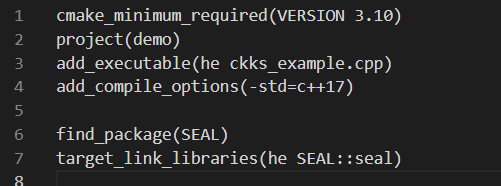 1 cmake_minimum_required(VERSION 3.10)
2 project(demo)
3 add_executable(he ckks_example.cpp)
4 add_compile_options(-std=c++17)
5
6 find_package(SEAL)
7 target_link_libraries(he SEAL::seal)
8